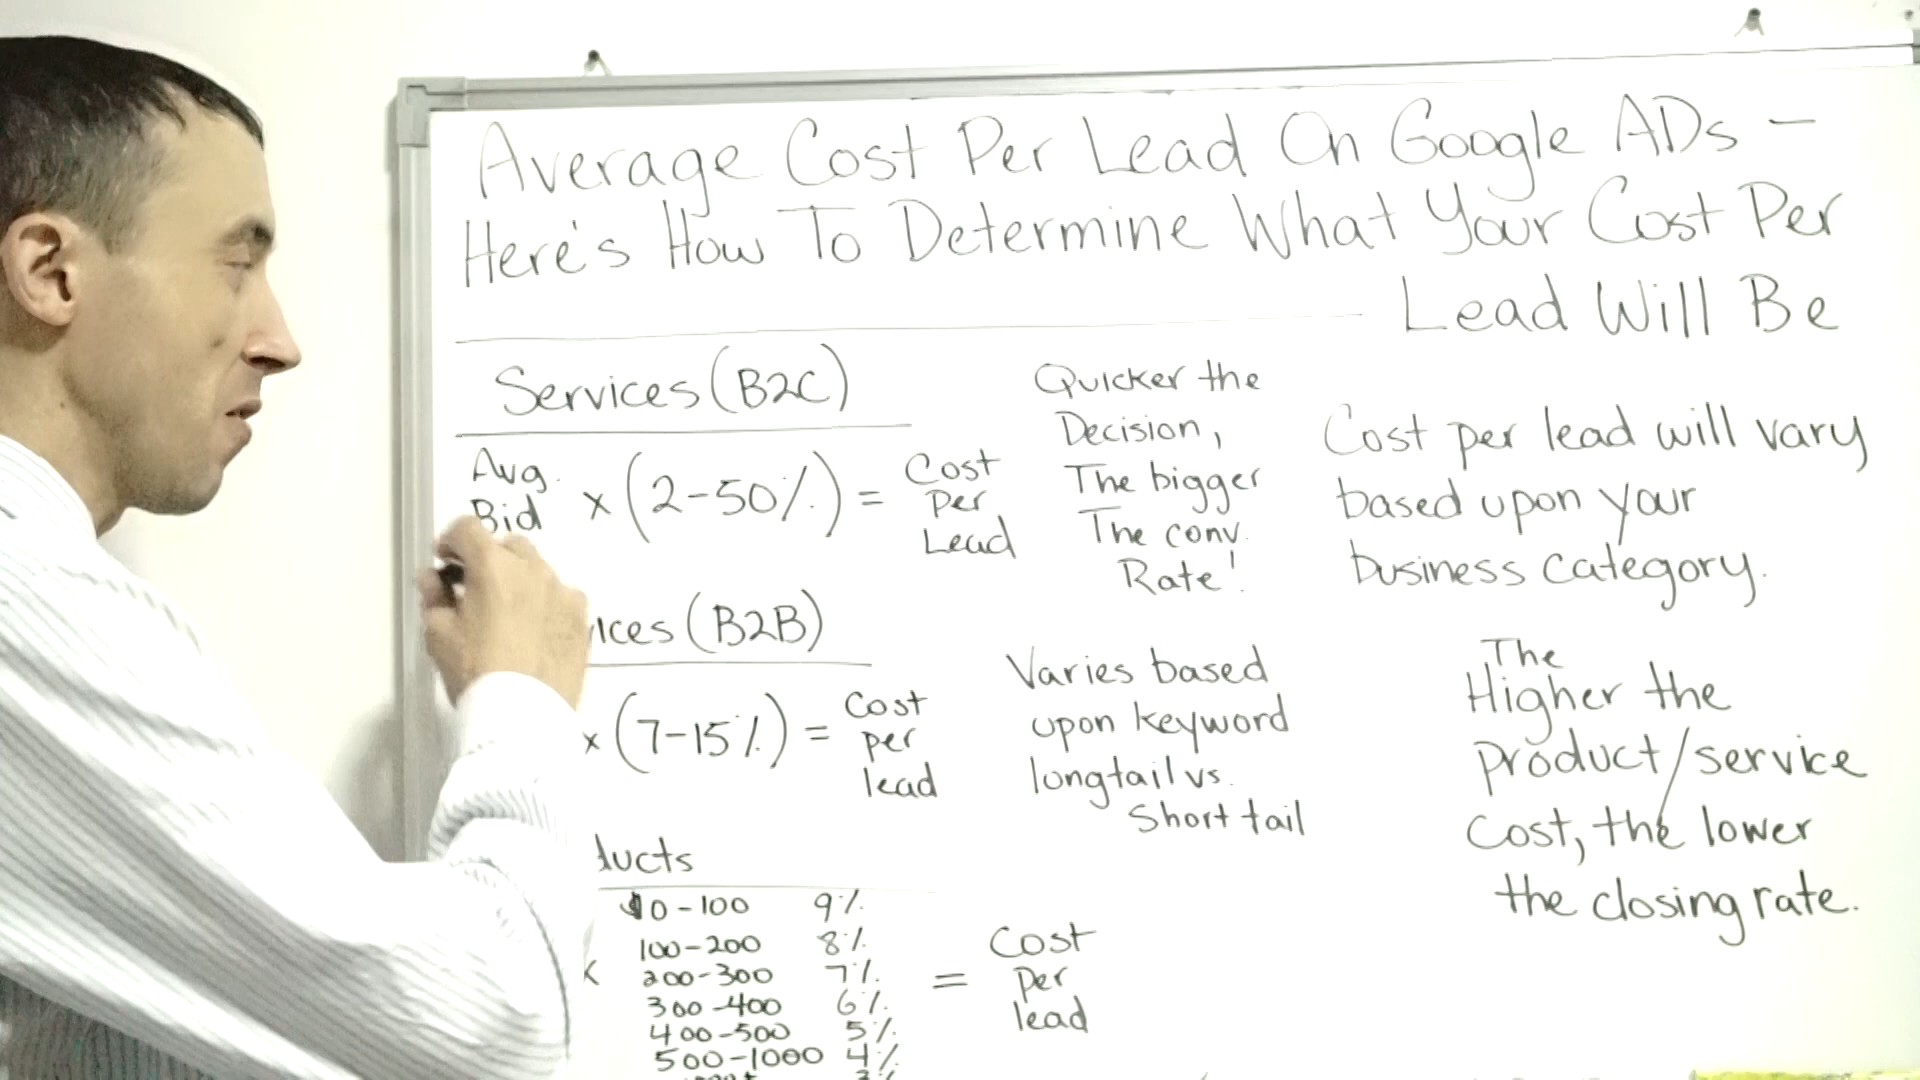 Average Cost Per Lead On Google ADs -
Here's How To Determine What Your Cost Per
Lead Will Be
Services (B2C)
Avg.
Bid x (2-50%) = Cost
Per
Lead
Quicker the
Decision,
The bigger
The conv.
Rate!
Cost per lead will vary
based upon your
business category.
ices (B2B)
x (7-15%) = Cost
per
lead
Varies based
upon keyword
longtail vs.
Short tail
The
Higher the
product/service
Cost, the lower
the closing rate.
ducts
$0-100 9%
100-200 8%
200-300 7%
300-400 6%
400-500 5%
500-1000 4%
= Cost
Per
lead